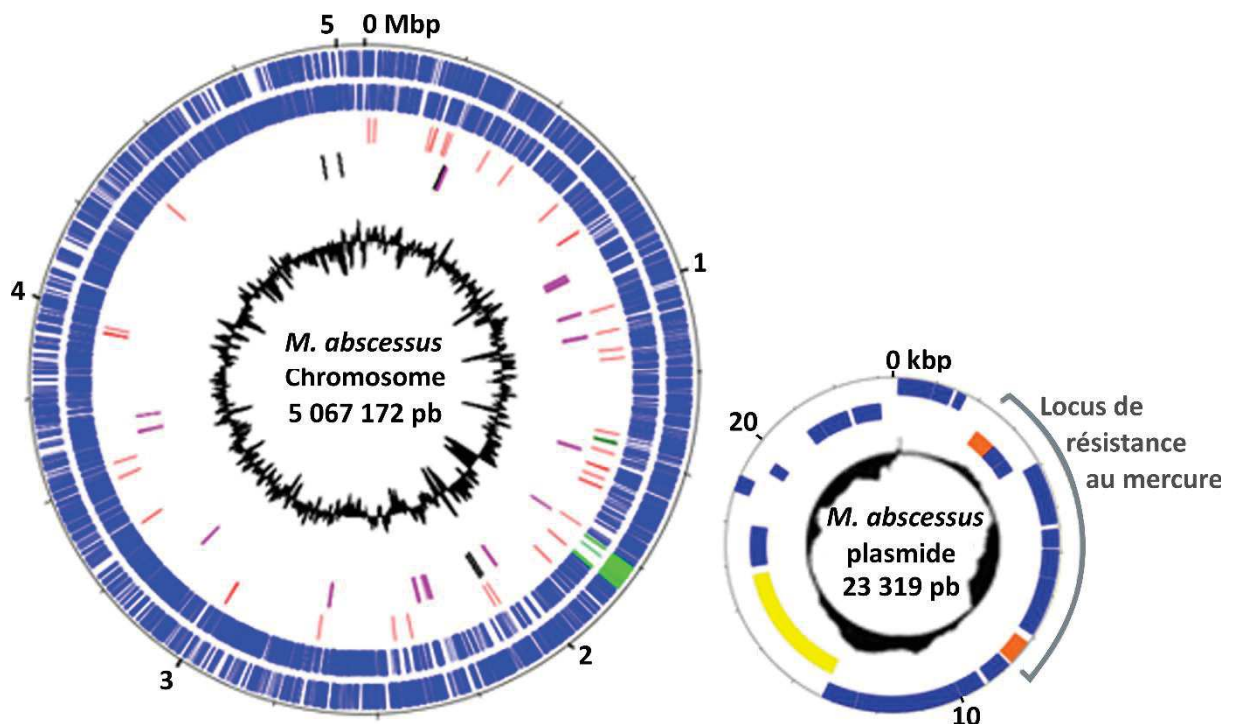 5
0 Mbp
1
2
3
4
M. abscessus
Chromosome
5 067 172 pb
0 kbp
10
20
M. abscessus
plasmide
23 319 pb
Locus de
résistance
au mercure